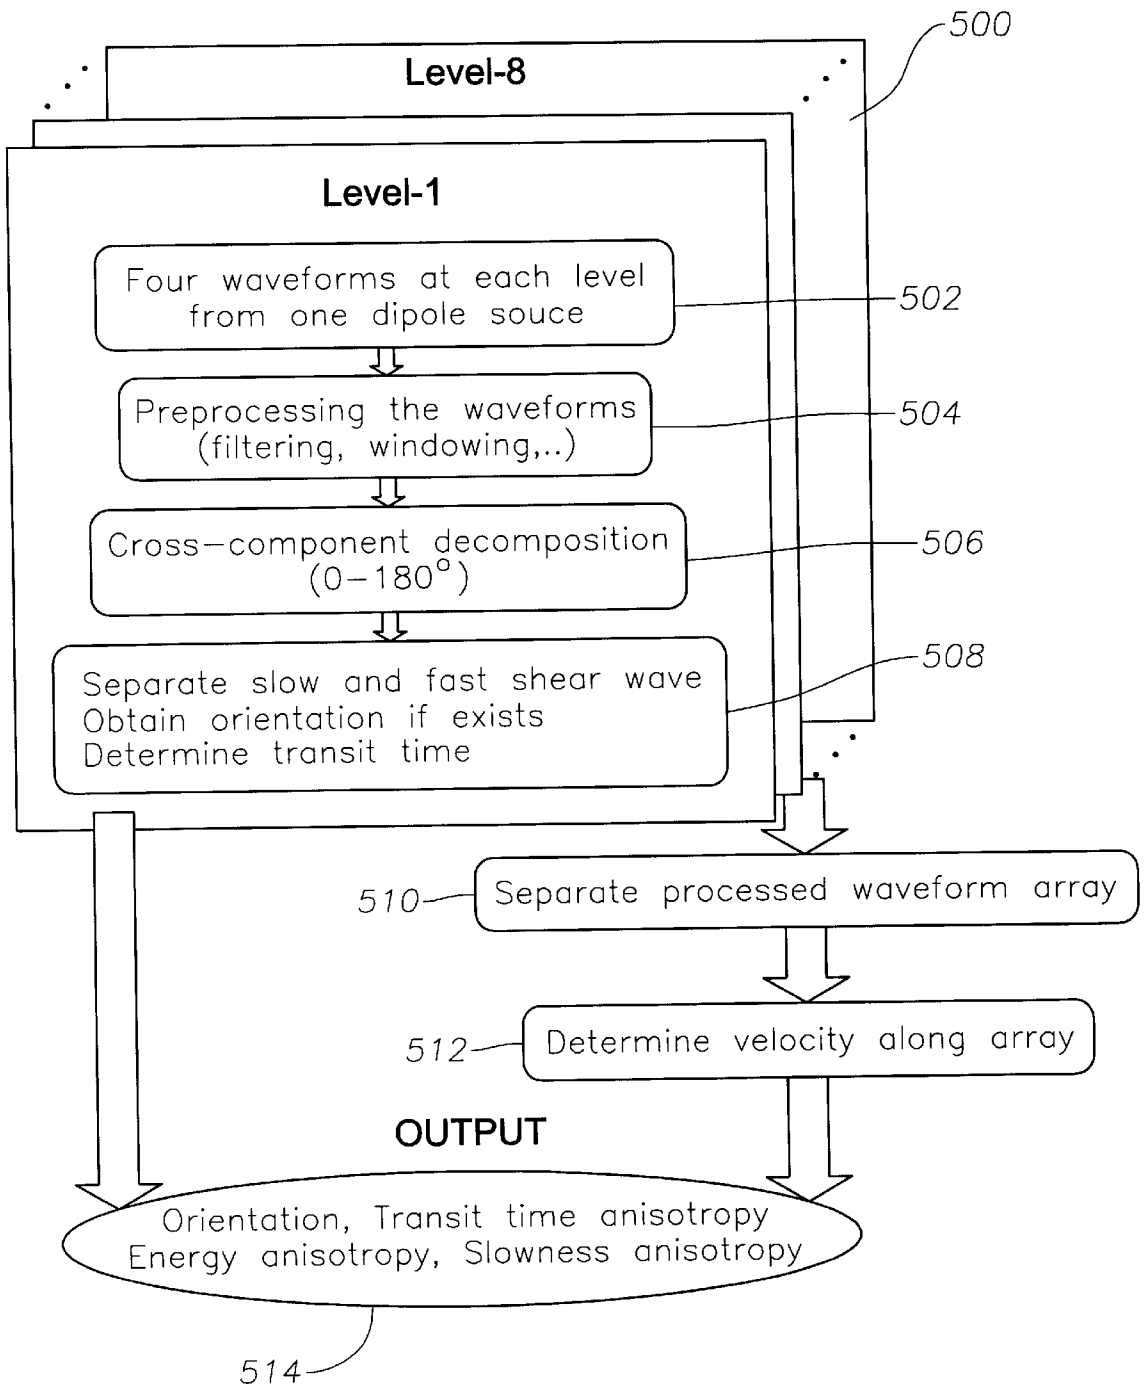 500
Level-8
Level-1
Four waveforms at each level
from one dipole souce
502
Preprocessing the waveforms
(filtering, windowing,..)
504
Cross-component decomposition
(0-180°)
506
Separate slow and fast shear wave
Obtain orientation if exists
Determine transit time
508
510
Separate processed waveform array
512
Determine velocity along array
OUTPUT
Orientation, Transit time anisotropy
Energy anisotropy, Slowness anisotropy
514